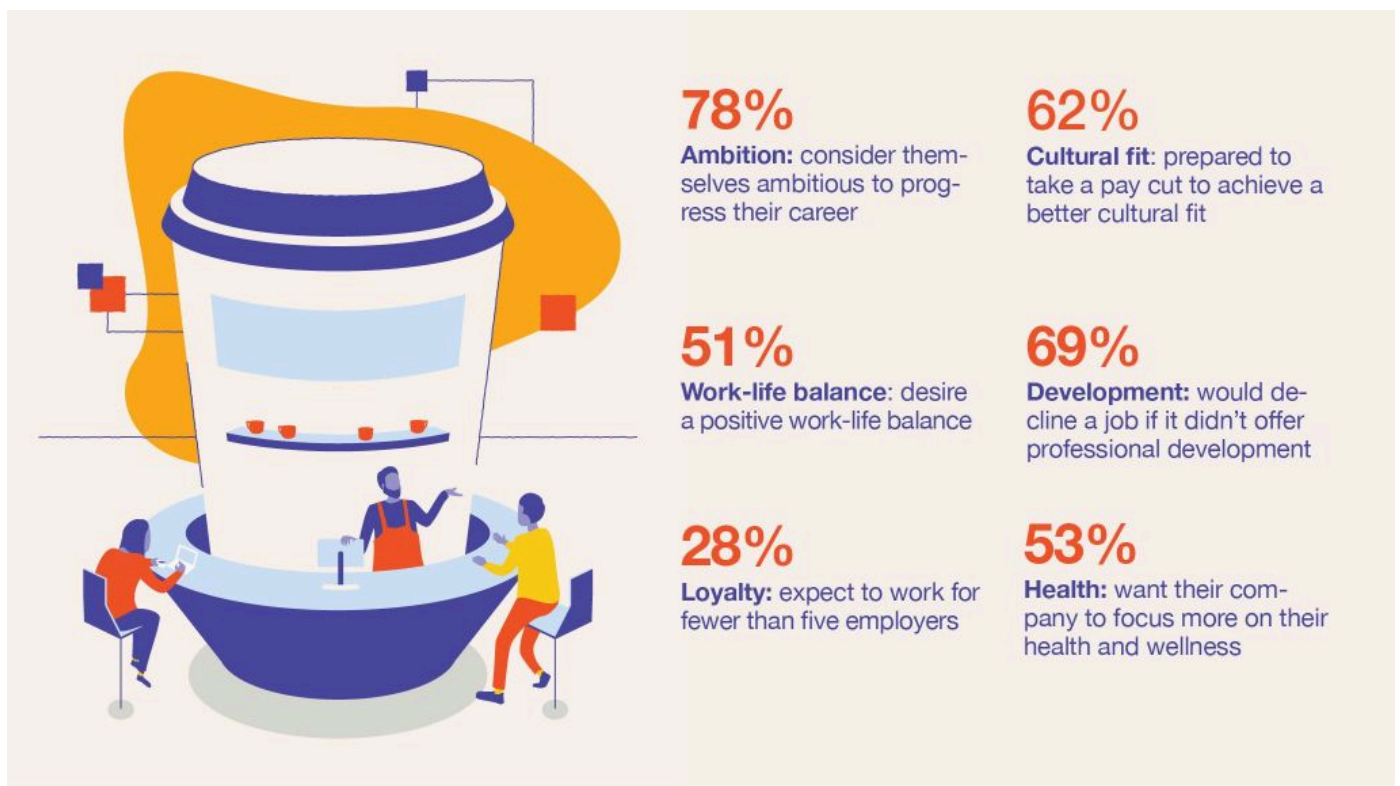 78%
Ambition: consider them-
selves ambitious to prog-
ress their career
62%
Cultural fit: prepared to
take a pay cut to achieve a
better cultural fit
51%
Work-life balance: desire
a positive work-life balance
69%
Development: would de-
cline a job if it didn’t offer
professional development
28%
Loyalty: expect to work for
fewer than five employers
53%
Health: want their com-
pany to focus more on their
health and wellness